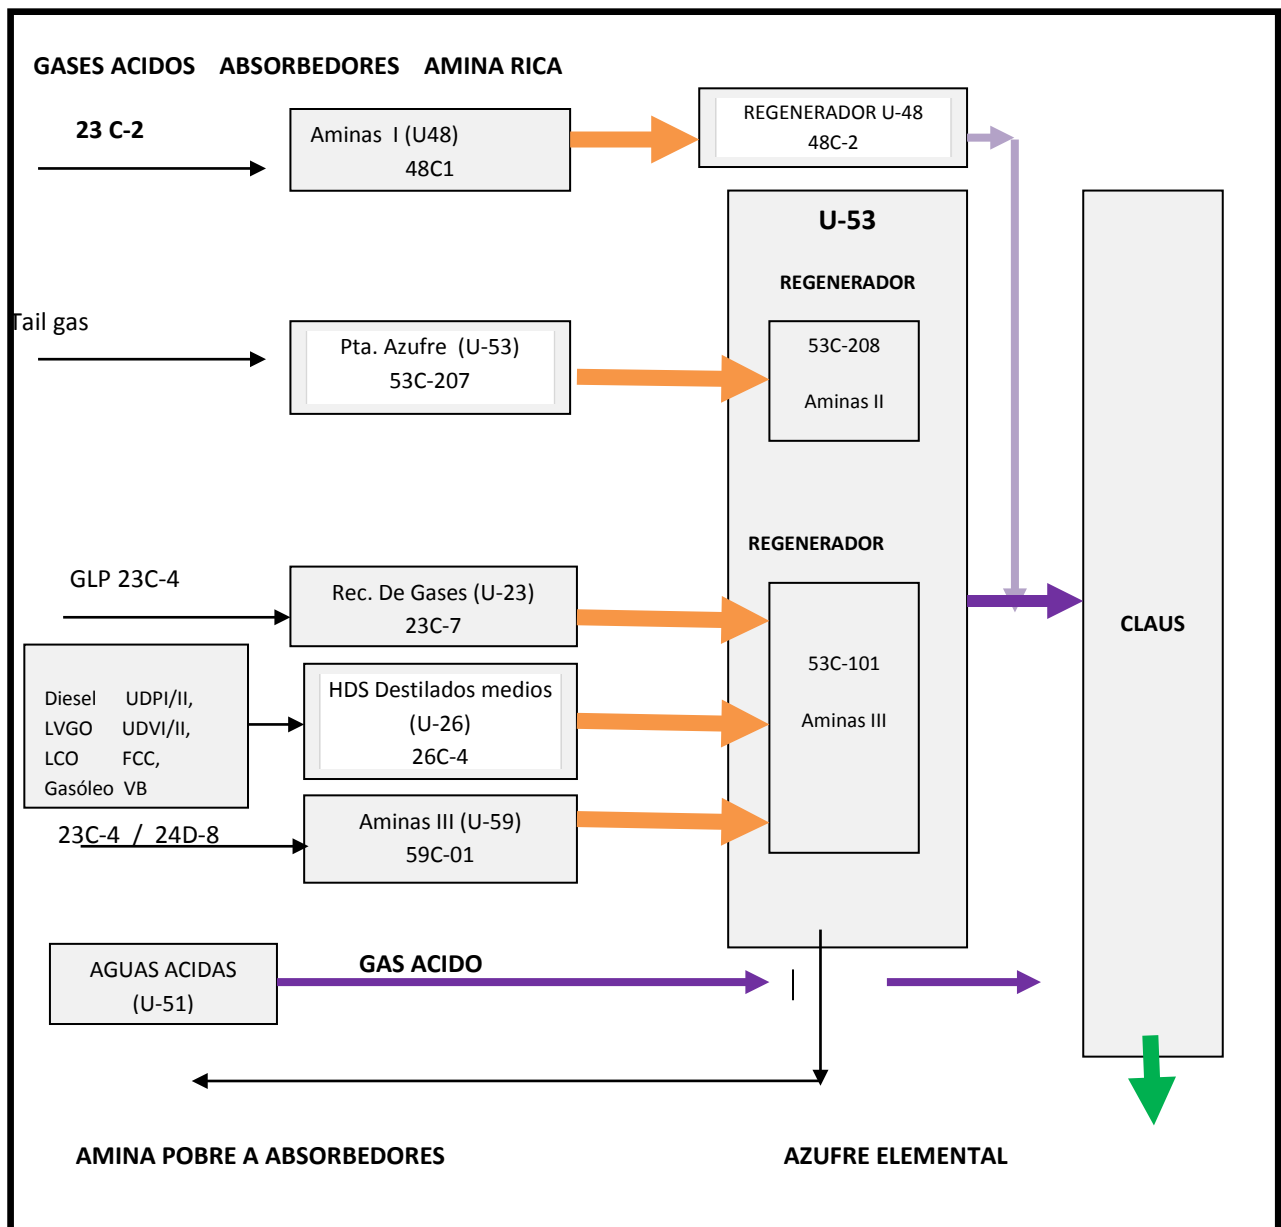 GASES ACIDOS ABSORBEDORES AMINA RICA
23 C-2
Aminas I (U48)
48C1
REGENERADOR U-48
48C-2
U-53
REGENERADOR
Tail gas
Pta. Azufre (U-53)
53C-207
53C-208
Aminas II
REGENERADOR
GLP 23C-4
Rec. De Gases (U-23)
23C-7
CLAUS
Diesel UDPI/II,
LVGO UDVI/II,
LCO FCC,
Gasóleo VB
HDS Destilados medios
(U-26)
26C-4
53C-101
Aminas III
23C-4 / 24D-8
Aminas III (U-59)
59C-01
AGUAS ACIDAS
(U-51)
GAS ACIDO
AMINA POBRE A ABSORBEDORES
AZUFRE ELEMENTAL